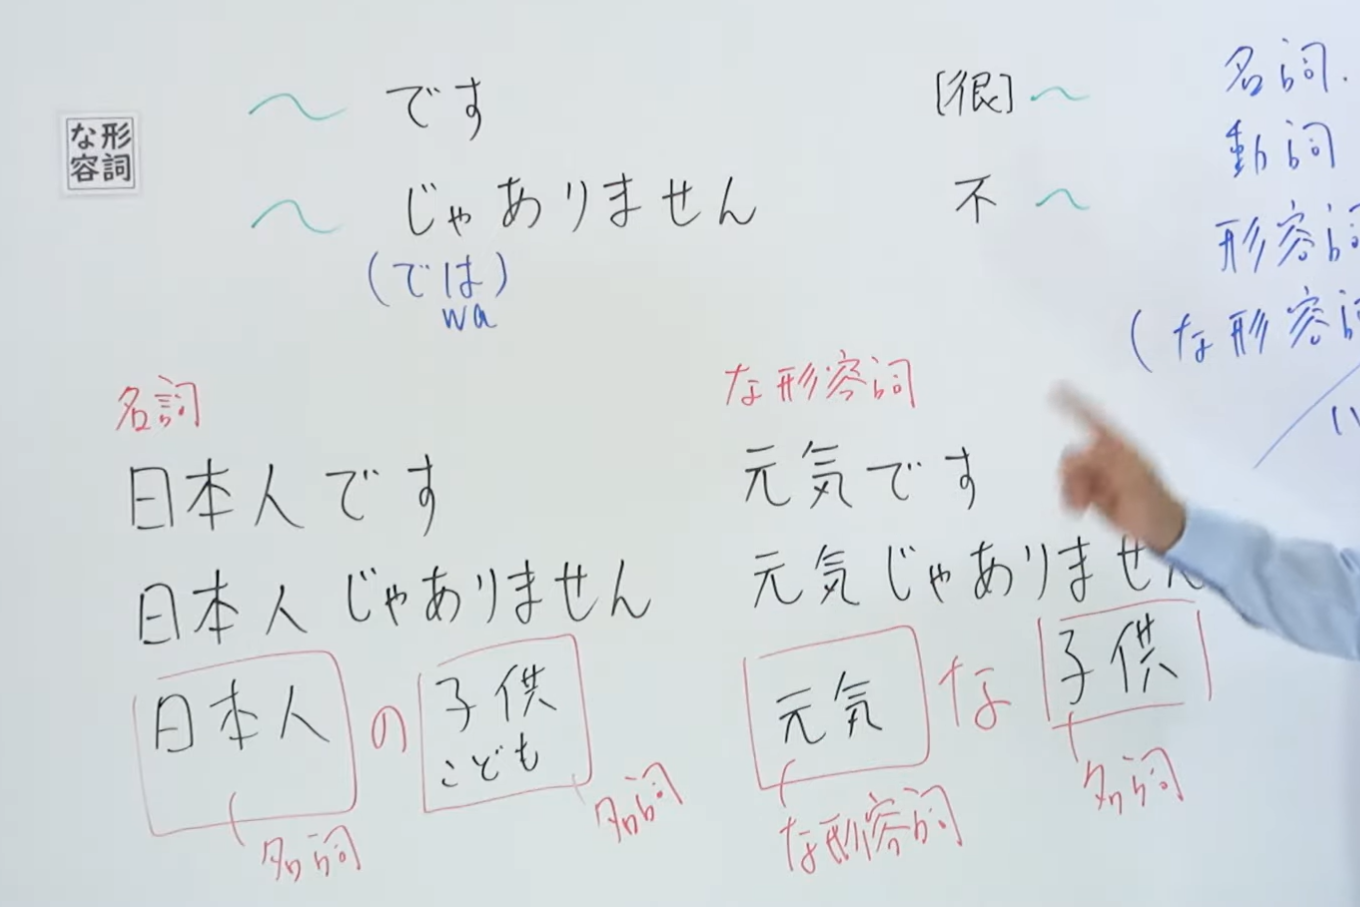 な形
容詞
〜 です
[很]〜
〜 じゃありません
不 〜
(では)
wa
名詞.
動詞
形容詞
(な形容詞
名詞
日本人です
日本人じゃありません
日本人 の 子供
こども
名詞
名詞
な形容詞
元気です
元気じゃありません
元気 な 子供
な形容詞
名詞